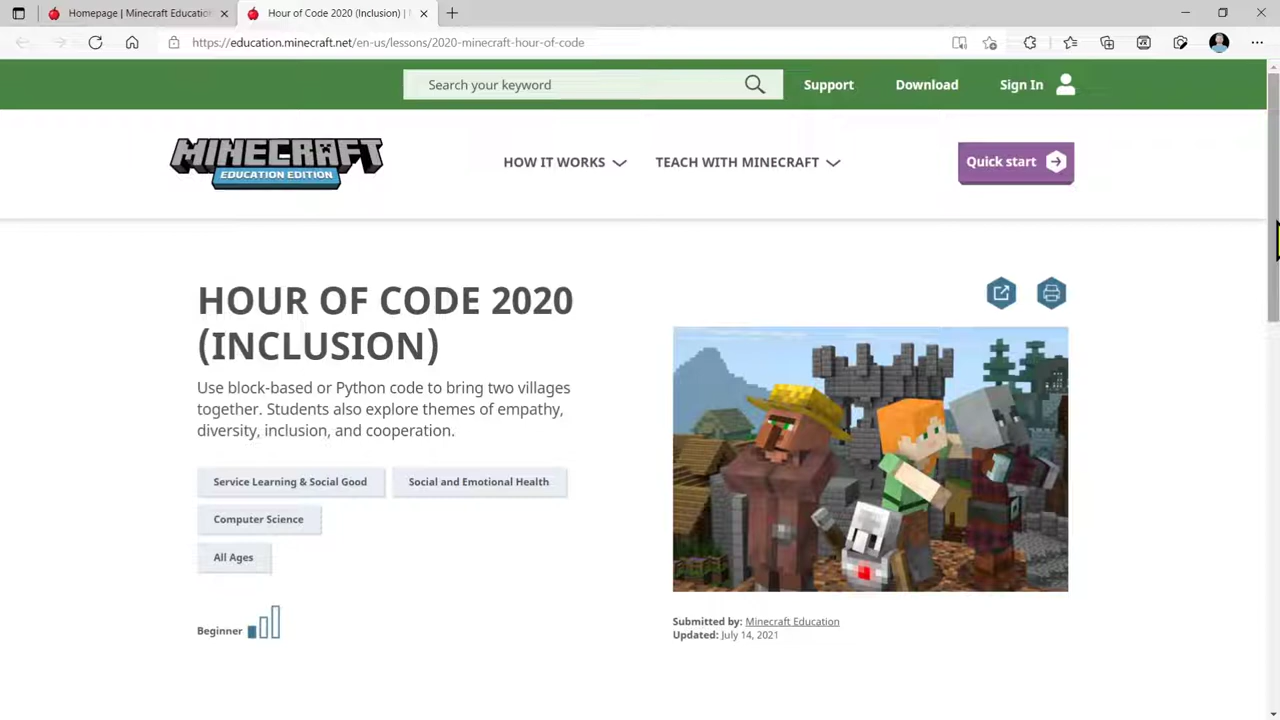 Homepage | Minecraft Educatio
Hour of Code 2020 (Inclusion) |
https://education.minecraft.net/en-us/lessons/2020-minecraft-hour-of-code
Search your keyword
Support
Download
Sign In
MINECRAFT
EDUCATION EDITION
HOW IT WORKS
TEACH WITH MINECRAFT
Quick start
HOUR OF CODE 2020
(INCLUSION)
Use block-based or Python code to bring two villages
together. Students also explore themes of empathy,
diversity, inclusion, and cooperation.
Service Learning & Social Good
Social and Emotional Health
Computer Science
All Ages
Beginner
Submitted by: Minecraft Education
Updated: July 14, 2021